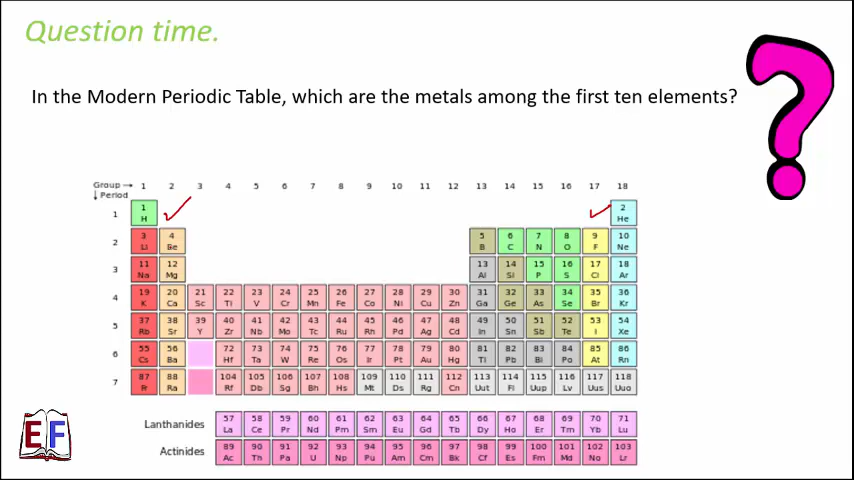 Question time.
In the Modern Periodic Table, which are the metals among the first ten elements?
?
Group → 1 2 3 4 5 6 7 8 9 10 11 12 13 14 15 16 17 18
↓ Period
1 1 H 2 He
2 3 Li 4 Be 5 B 6 C 7 N 8 O 9 F 10 Ne
3 11 Na 12 Mg 13 Al 14 Si 15 P 16 S 17 Cl 18 Ar
4 19 K 20 Ca 21 Sc 22 Ti 23 V 24 Cr 25 Mn 26 Fe 27 Co 28 Ni 29 Cu 30 Zn 31 Ga 32 Ge 33 As 34 Se 35 Br 36 Kr
5 37 Rb 38 Sr 39 Y 40 Zr 41 Nb 42 Mo 43 Tc 44 Ru 45 Rh 46 Pd 47 Ag 48 Cd 49 In 50 Sn 51 Sb 52 Te 53 I 54 Xe
6 55 Cs 56 Ba 72 Hf 73 Ta 74 W 75 Re 76 Os 77 Ir 78 Pt 79 Au 80 Hg 81 Tl 82 Pb 83 Bi 84 Po 85 At 86 Rn
7 87 Fr 88 Ra 104 Rf 105 Db 106 Sg 107 Bh 108 Hs 109 Mt 110 Ds 111 Rg 112 Cn 113 Uut 114 Fl 115 Uup 116 Lv 117 Uus 118 Uuo
Lanthanides 57 La 58 Ce 59 Pr 60 Nd 61 Pm 62 Sm 63 Eu 64 Gd 65 Tb 66 Dy 67 Ho 68 Er 69 Tm 70 Yb 71 Lu
Actinides 89 Ac 90 Th 91 Pa 92 U 93 Np 94 Pu 95 Am 96 Cm 97 Bk 98 Cf 99 Es 100 Fm 101 Md 102 No 103 Lr
EF